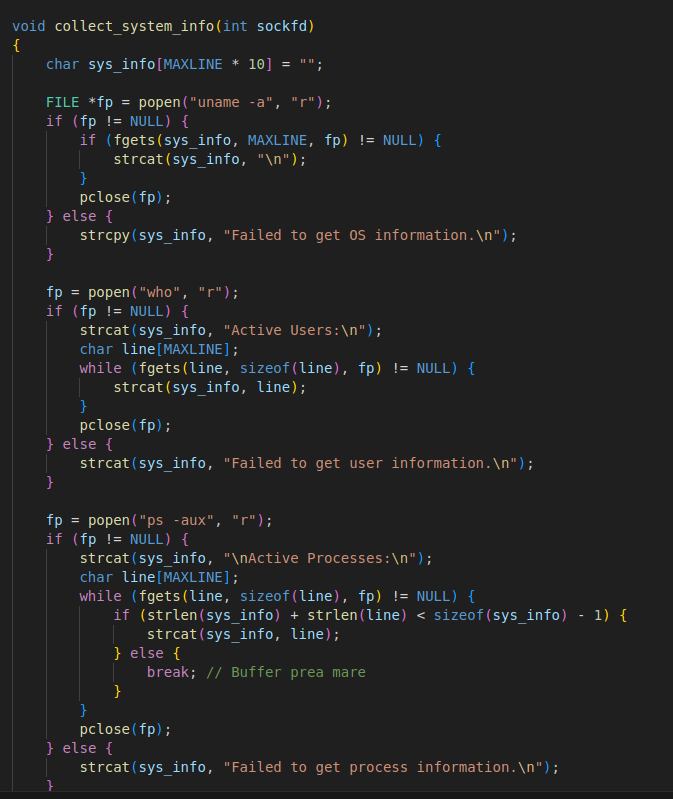 void collect_system_info(int sockfd)
{
    char sys_info[MAXLINE * 10] = "";

    FILE *fp = popen("uname -a", "r");
    if (fp != NULL) {
        if (fgets(sys_info, MAXLINE, fp) != NULL) {
            strcat(sys_info, "\n");
        }
        pclose(fp);
    } else {
        strcpy(sys_info, "Failed to get OS information.\n");
    }

    fp = popen("who", "r");
    if (fp != NULL) {
        strcat(sys_info, "Active Users:\n");
        char line[MAXLINE];
        while (fgets(line, sizeof(line), fp) != NULL) {
            strcat(sys_info, line);
        }
        pclose(fp);
    } else {
        strcat(sys_info, "Failed to get user information.\n");
    }

    fp = popen("ps -aux", "r");
    if (fp != NULL) {
        strcat(sys_info, "\nActive Processes:\n");
        char line[MAXLINE];
        while (fgets(line, sizeof(line), fp) != NULL) {
            if (strlen(sys_info) + strlen(line) < sizeof(sys_info) - 1) {
                strcat(sys_info, line);
            } else {
                break; // Buffer prea mare
            }
        }
        pclose(fp);
    } else {
        strcat(sys_info, "Failed to get process information.\n");
    }